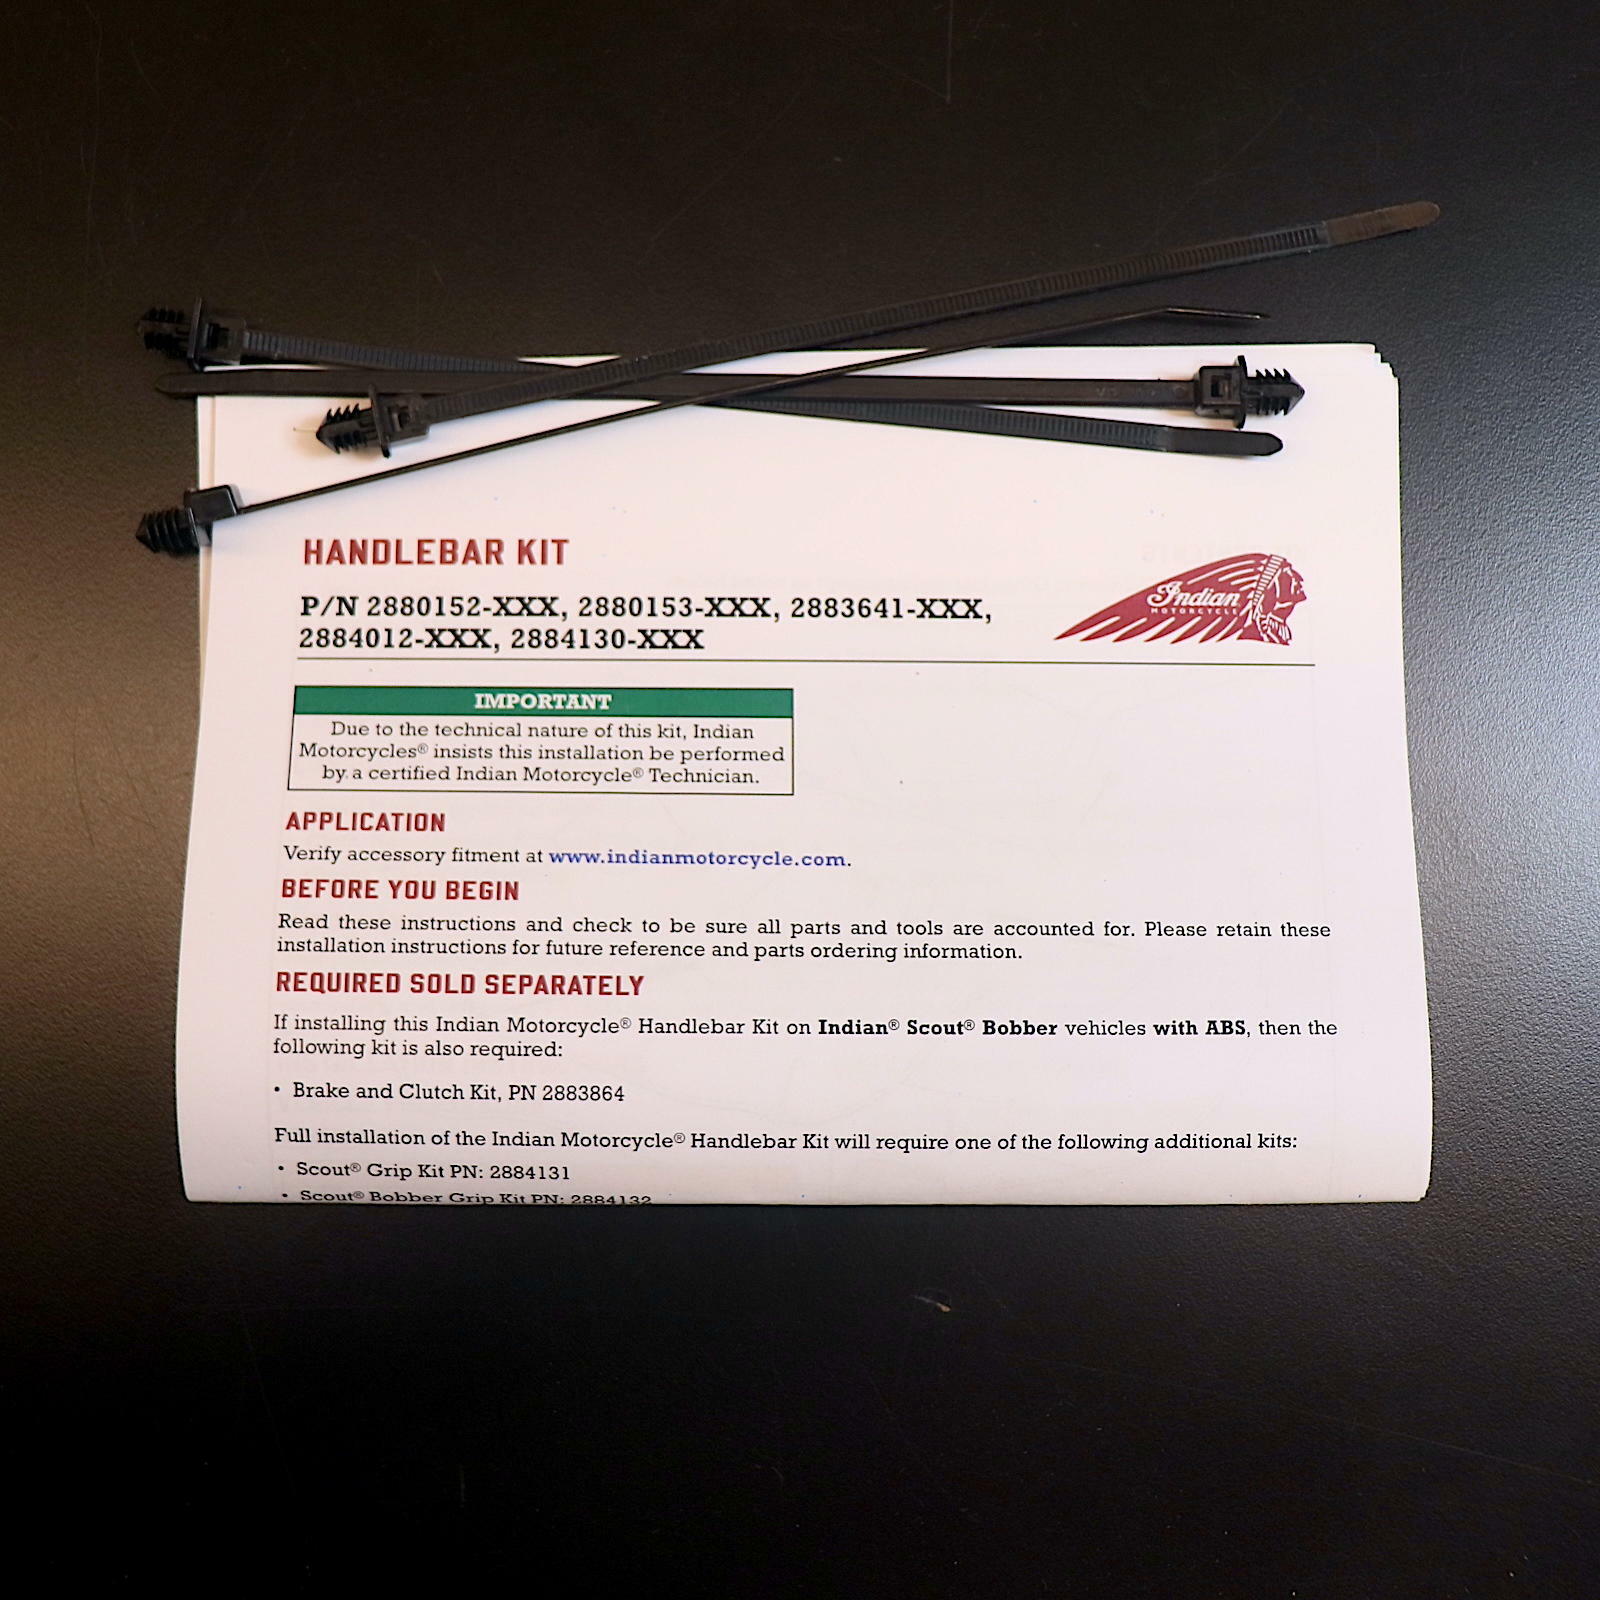 HANDLEBAR KIT
P/N 2880152-XXX, 2880153-XXX, 2883641-XXX,
2884012-XXX, 2884130-XXX
Indian
MOTORCYCLE
IMPORTANT
Due to the technical nature of this kit, Indian
Motorcycles® insists this installation be performed
by a certified Indian Motorcycle® Technician.
APPLICATION
Verify accessory fitment at www.indianmotorcycle.com.
BEFORE YOU BEGIN
Read these instructions and check to be sure all parts and tools are accounted for. Please retain these
installation instructions for future reference and parts ordering information.
REQUIRED SOLD SEPARATELY
If installing this Indian Motorcycle® Handlebar Kit on Indian® Scout® Bobber vehicles with ABS, then the
following kit is also required:
• Brake and Clutch Kit, PN 2883864
Full installation of the Indian Motorcycle® Handlebar Kit will require one of the following additional kits:
• Scout® Grip Kit PN: 2884131
• Scout® Bobber Grip Kit PN: 2884132